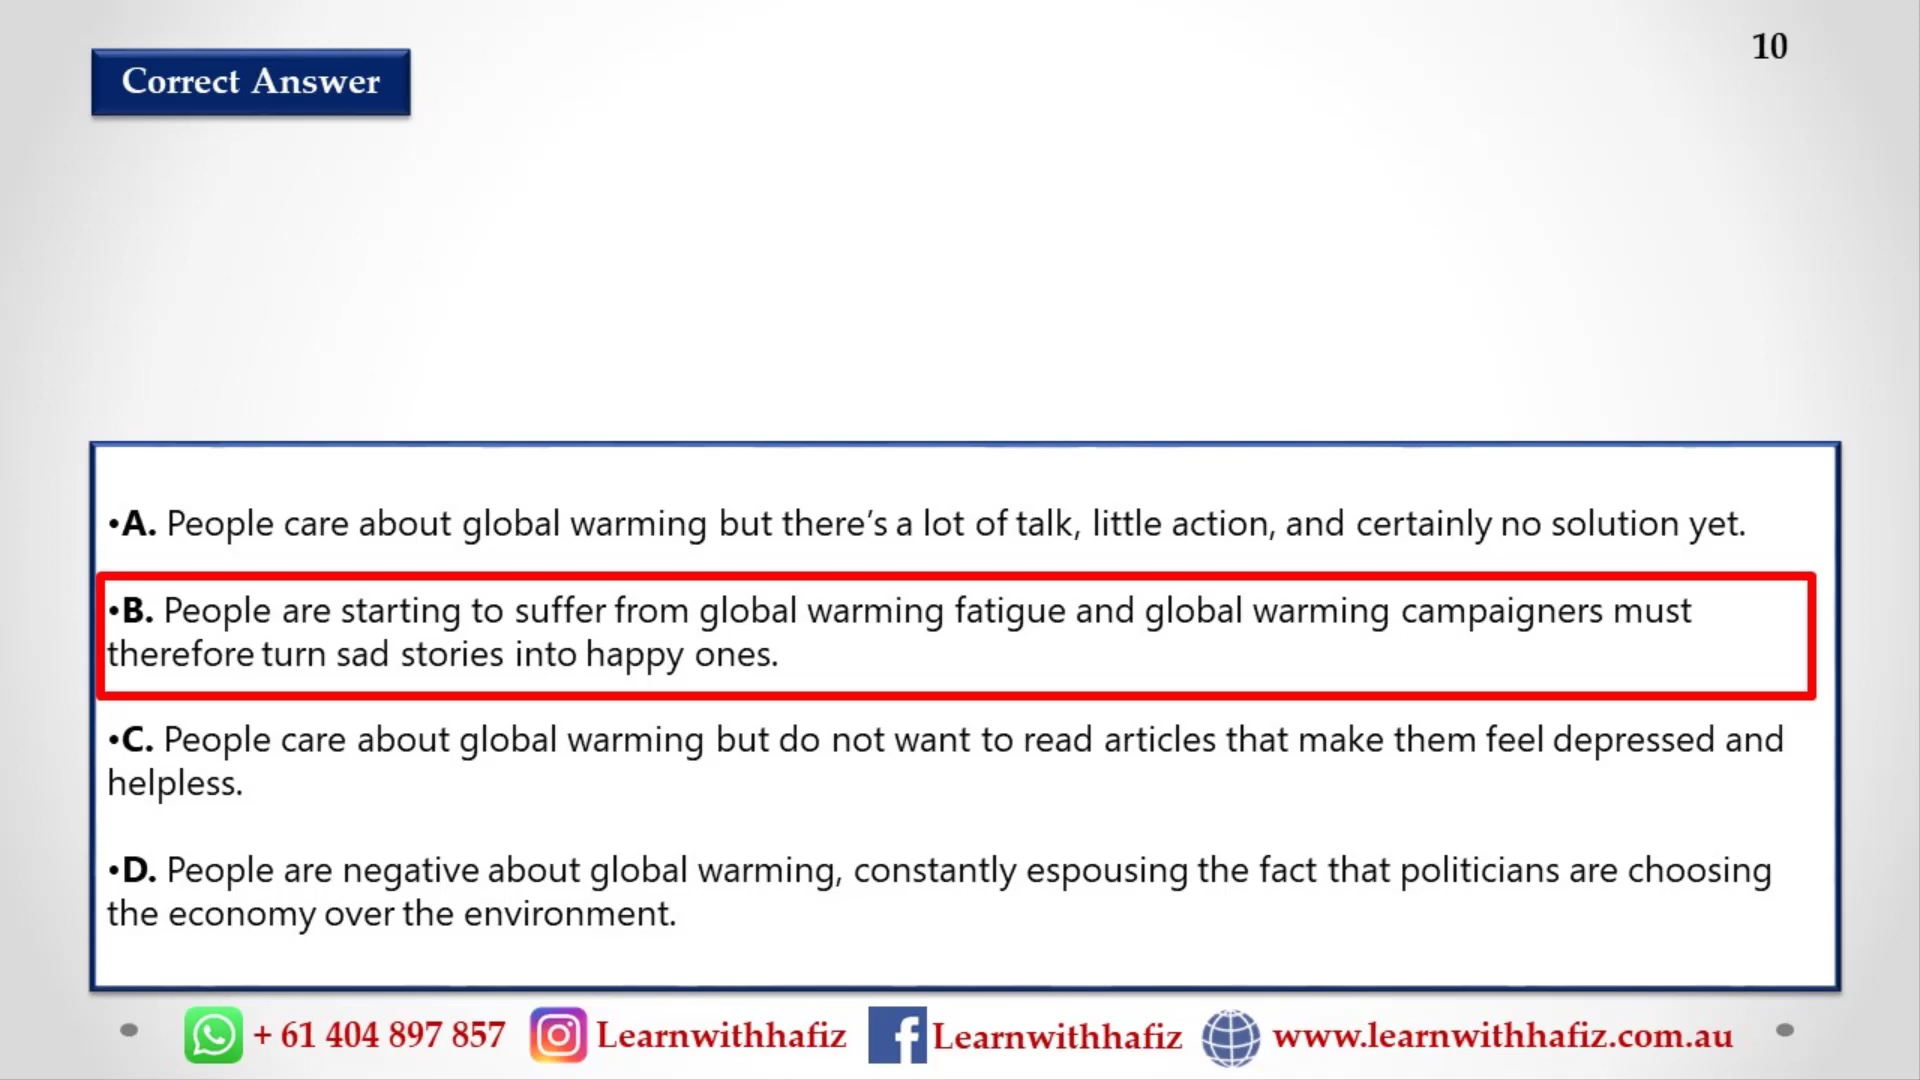 10
Correct Answer
•A. People care about global warming but there’s a lot of talk, little action, and certainly no solution yet.
•B. People are starting to suffer from global warming fatigue and global warming campaigners must
therefore turn sad stories into happy ones.
•C. People care about global warming but do not want to read articles that make them feel depressed and
helpless.
•D. People are negative about global warming, constantly espousing the fact that politicians are choosing
the economy over the environment.
+ 61 404 897 857 Learnwithhafiz Learnwithhafiz www.learnwithhafiz.com.au